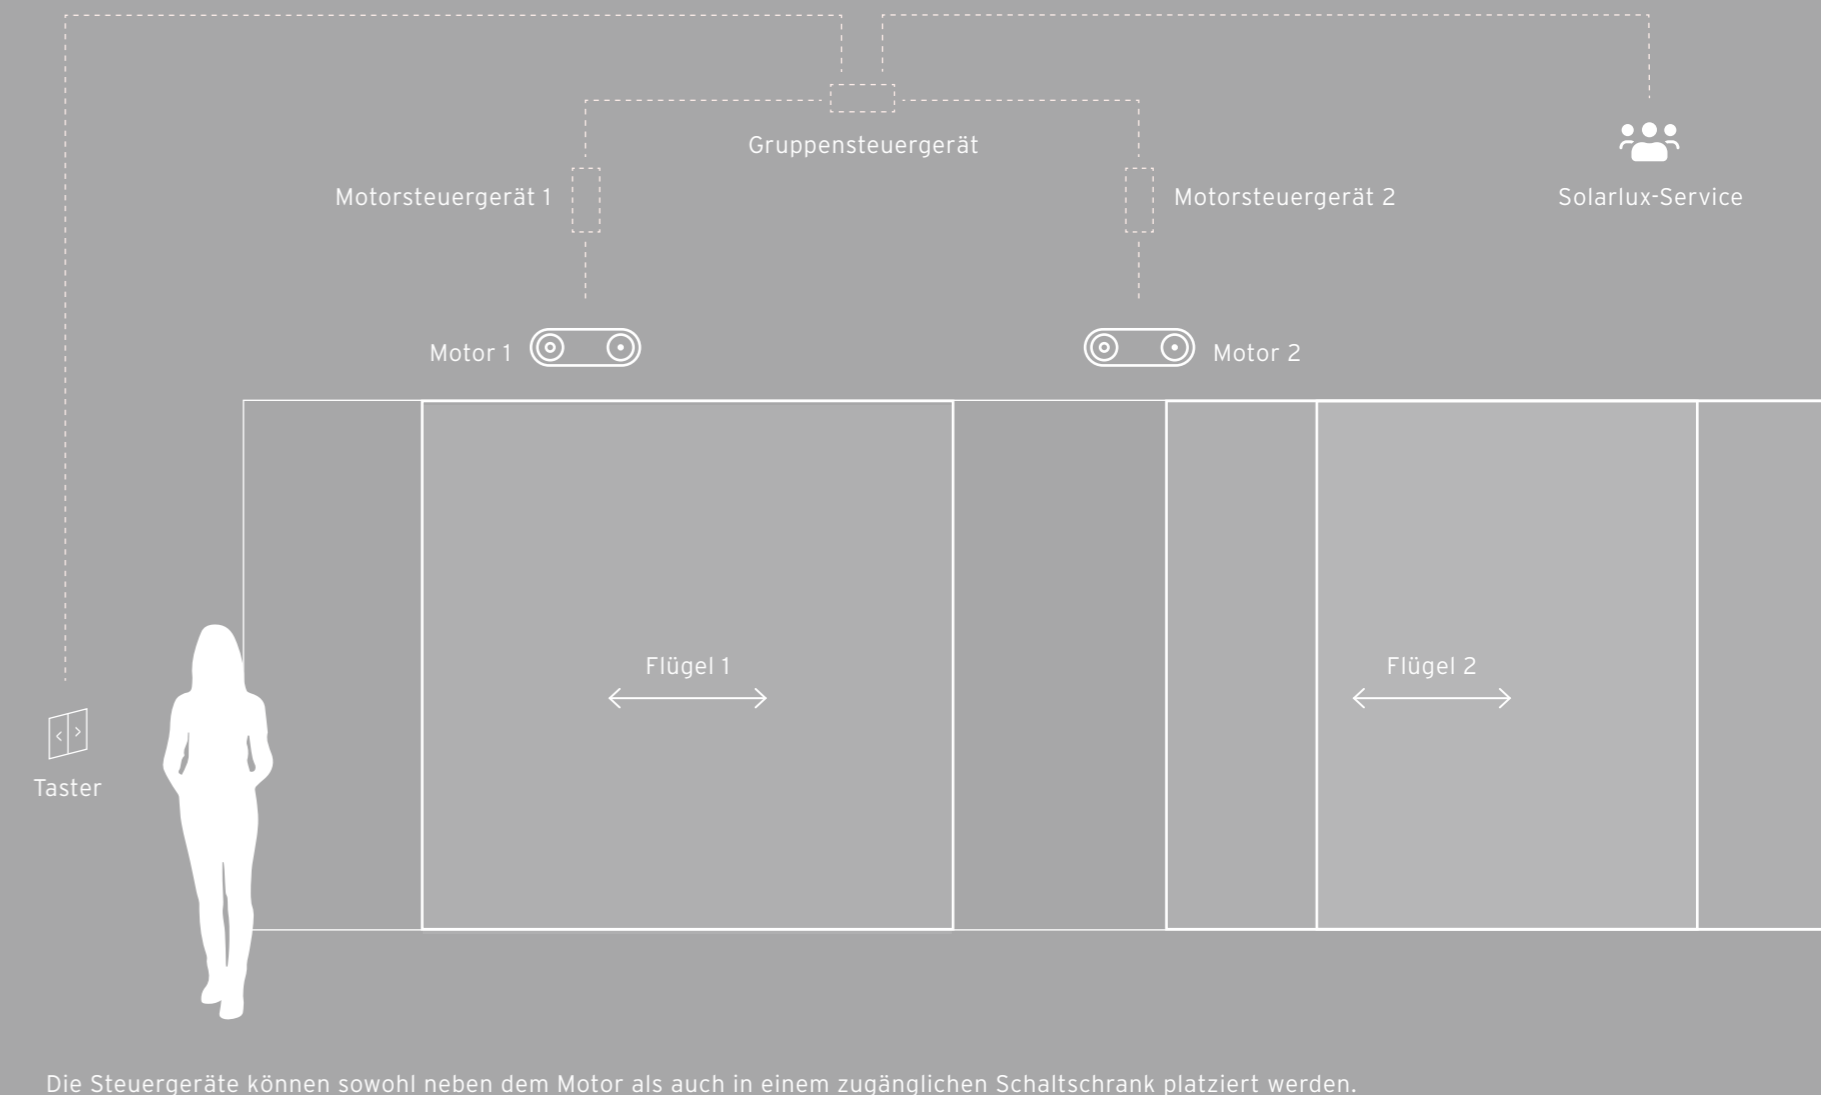 Gruppensteuergerät
Motorsteuergerät 1
Motorsteuergerät 2
Solarlux-Service
Motor 1
Motor 2
Flügel 1
Flügel 2
Taster
Die Steuergeräte können sowohl neben dem Motor als auch in einem zugänglichen Schaltschrank platziert werden.